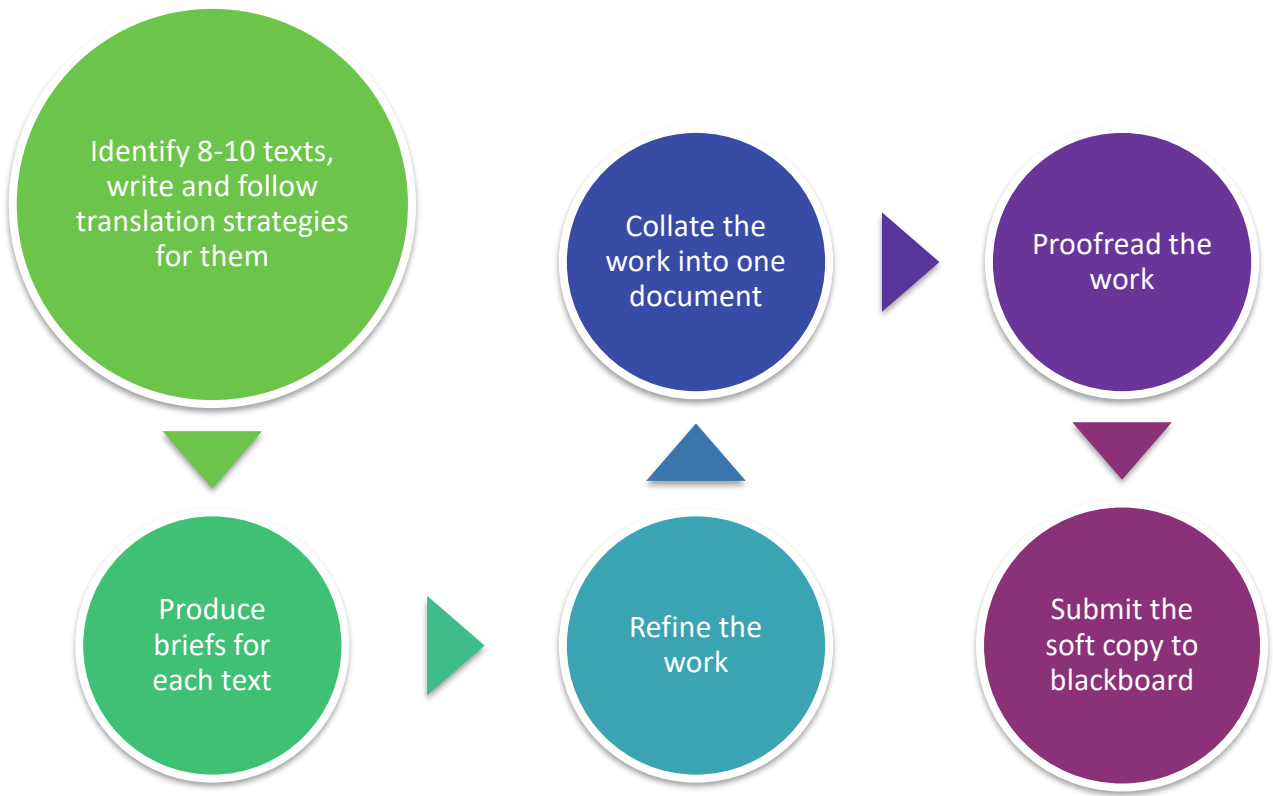 Identify 8-10 texts,
write and follow
translation strategies
for them
Produce
briefs for
each text
Refine the
work
Collate the
work into one
document
Proofread the
work
Submit the
soft copy to
blackboard